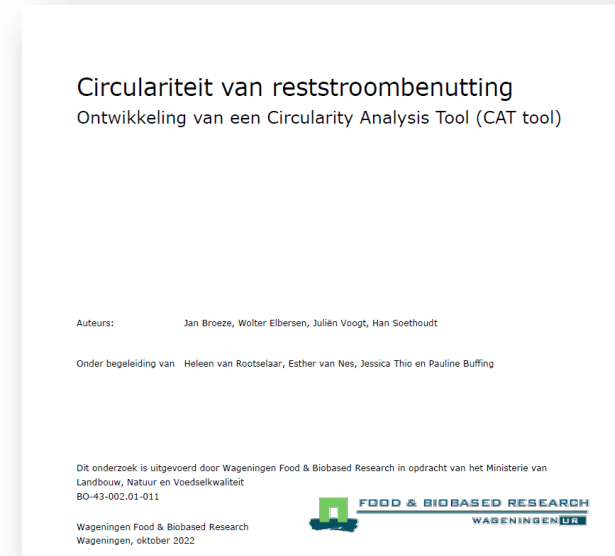 Circulariteit van reststroombenutting
Ontwikkeling van een Circularity Analysis Tool (CAT tool)
Auteurs: Jan Broeze, Wolter Elbersen, Juliën Voogt, Han Soethoudt
Onder begeleiding van Heleen van Rootselaar, Esther van Nes, Jessica Thio en Pauline Buffing
Dit onderzoek is uitgevoerd door Wageningen Food & Biobased Research in opdracht van het Ministerie van
Landbouw, Natuur en Voedselkwaliteit
BO-43-002.01-011
FOOD & BIOBASED RESEARCH
WAGENINGEN UR
Wageningen Food & Biobased Research
Wageningen, oktober 2022